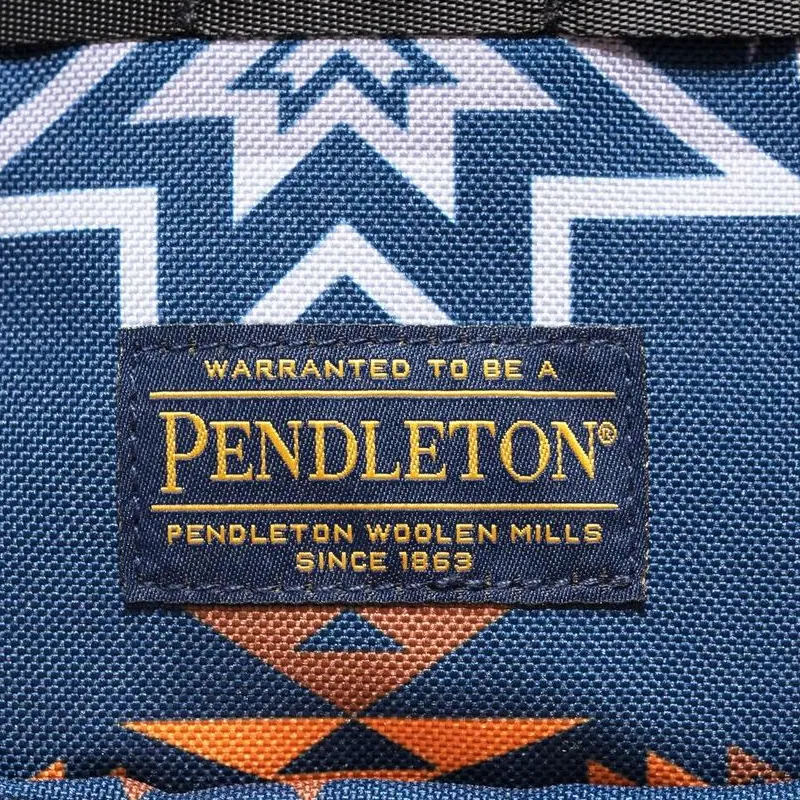 WARRANTED TO BE A
PENDLETON®
PENDLETON WOOLEN MILLS
SINCE 1863